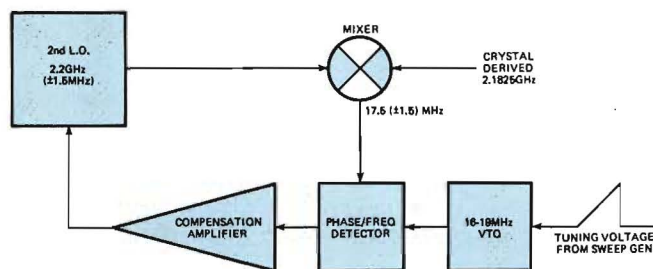 MIXER
2nd L.O.
2.2GHz
(±1.5MHz)
CRYSTAL
DERIVED
2.1825GHz
17.5 (±1.5) MHz
COMPENSATION
AMPLIFIER
PHASE/FREQ
DETECTOR
16-19MHz
VTO
TUNING VOLTAGE
FROM SWEEP GEN